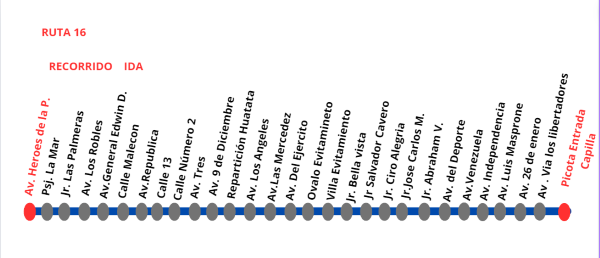 RUTA 16
RECORRIDO IDA
Av. Heroes de la P.
Psj. La Mar
Jr. Las Palmeras
Av. Los Robles
Av.General Edwin D.
Calle Malecon
Av.Republica
Calle 13
Calle Número 2
Av. Tres
Av. 9 de Diciembre
Repartición Huatata
Av. Los Angeles
Av.Las Mercedez
Av. Del Ejercito
Ovalo Evitamineto
Villa Evitamiento
Jr. Bella vista
Jr Salvador Cavero
Jr. Ciro Alegria
Jr.Jose Carlos M.
Jr. Abraham V.
Av. del Deporte
Av.Venezuela
Av. Independencia
Av. Luis Masprone
Av. 26 de enero
Av . Via los libertadores
Picota Entrada
Capilla